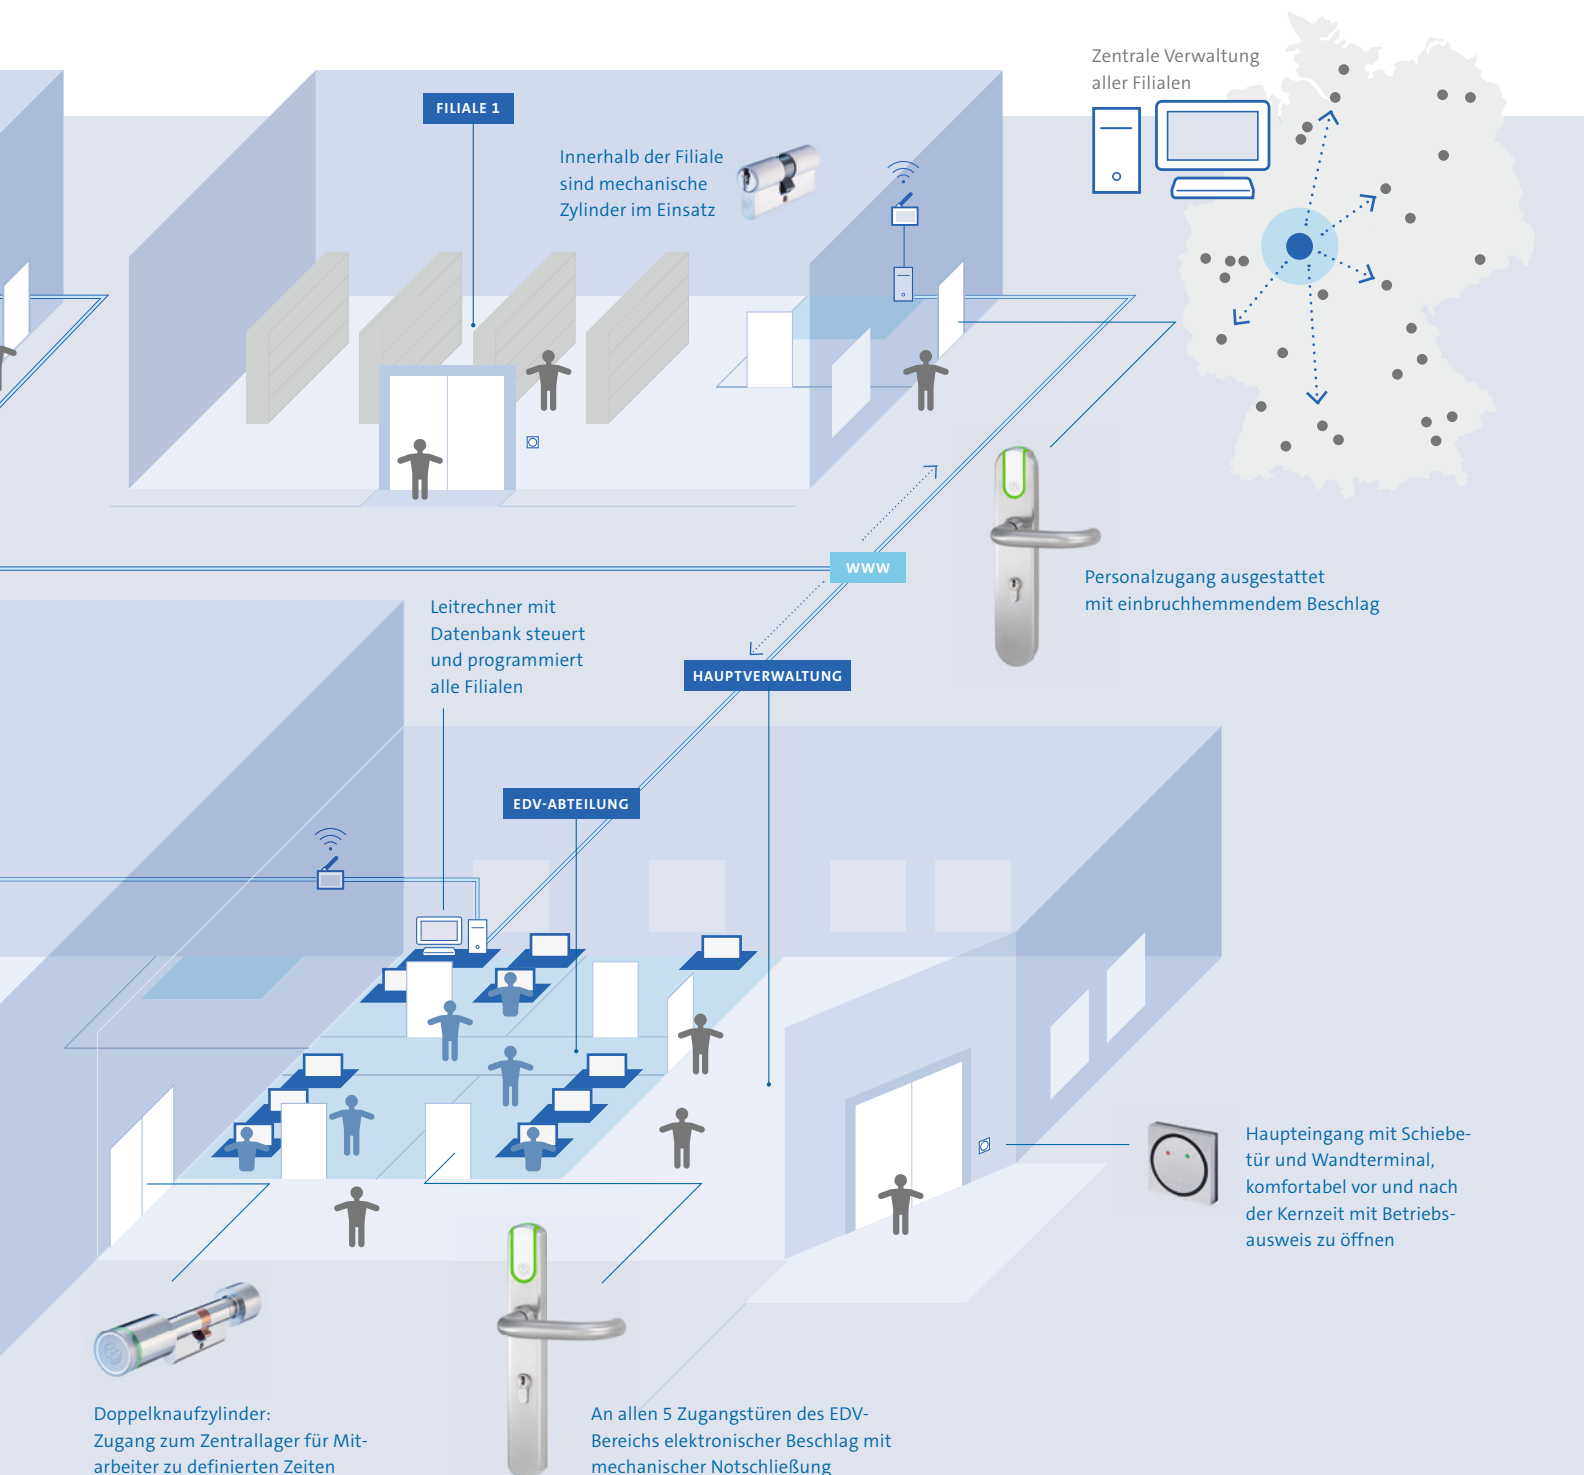 Zentrale Verwaltung
aller Filialen
FILIALE 1
Innerhalb der Filiale
sind mechanische
Zylinder im Einsatz
WWW
Personalzugang ausgestattet
mit einbruchhemmendem Beschlag
Leitrechner mit
Datenbank steuert
und programmiert
alle Filialen
HAUPTVERWALTUNG
EDV-ABTEILUNG
Haupteingang mit Schiebe-
tür und Wandterminal,
komfortabel vor und nach
der Kernzeit mit Betriebs-
ausweis zu öffnen
Doppelknaufzylinder:
Zugang zum Zentrallager für Mit-
arbeiter zu definierten Zeiten
An allen 5 Zugangstüren des EDV-
Bereichs elektronischer Beschlag mit
mechanischer Notschließung